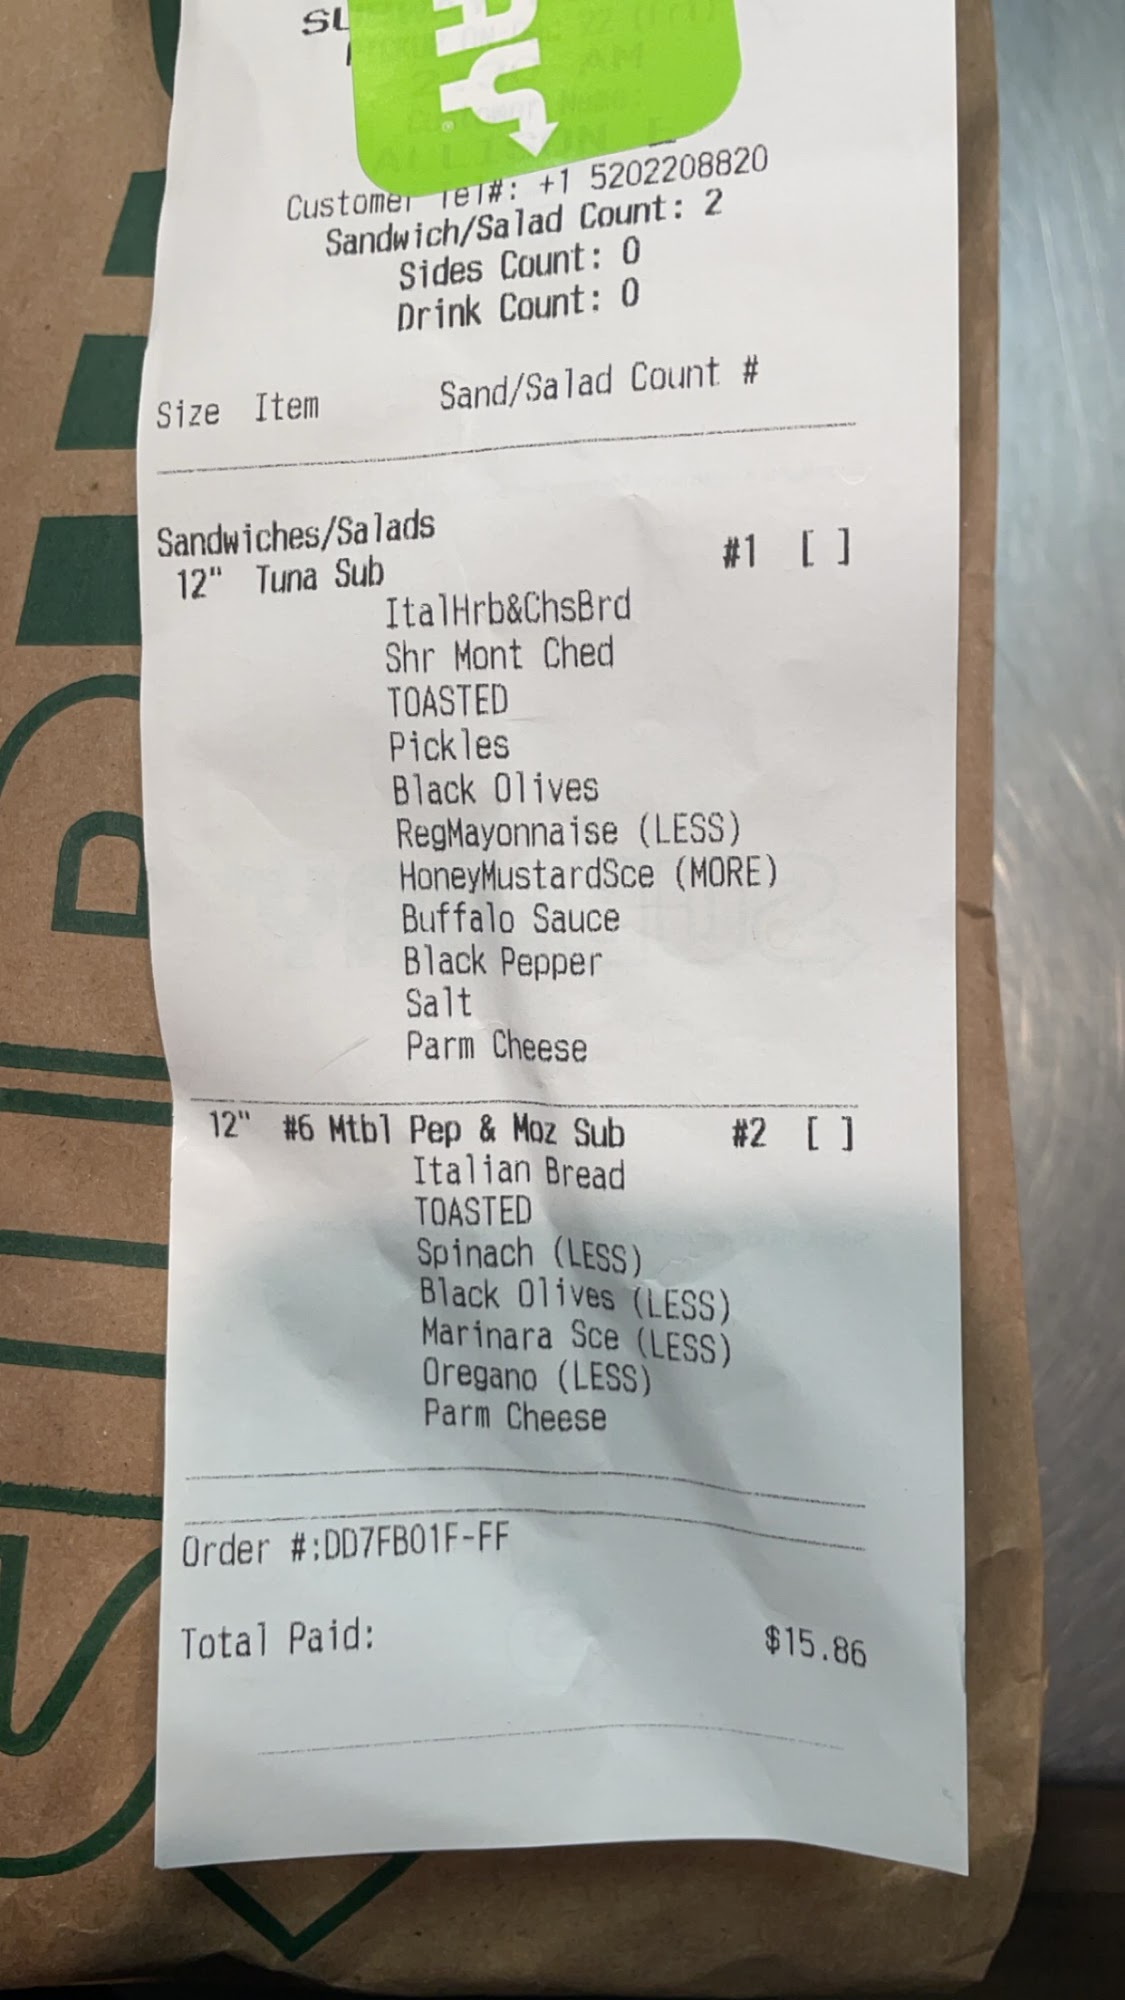 Customer Tel#: +1 5202208820
Sandwich/Salad Count: 2
Sides Count: 0
Drink Count: 0
Size Item Sand/Salad Count #
Sandwiches/Salads
12" Tuna Sub #1 [ ]
ItalHrb&ChsBrd
Shr Mont Ched
TOASTED
Pickles
Black Olives
RegMayonnaise (LESS)
HoneyMustardSce (MORE)
Buffalo Sauce
Black Pepper
Salt
Parm Cheese
12" #6 Mtbl Pep & Moz Sub #2 [ ]
Italian Bread
TOASTED
Spinach (LESS)
Black Olives (LESS)
Marinara Sce (LESS)
Oregano (LESS)
Parm Cheese
Order #:DD7FB01F-FF
Total Paid: $15.86